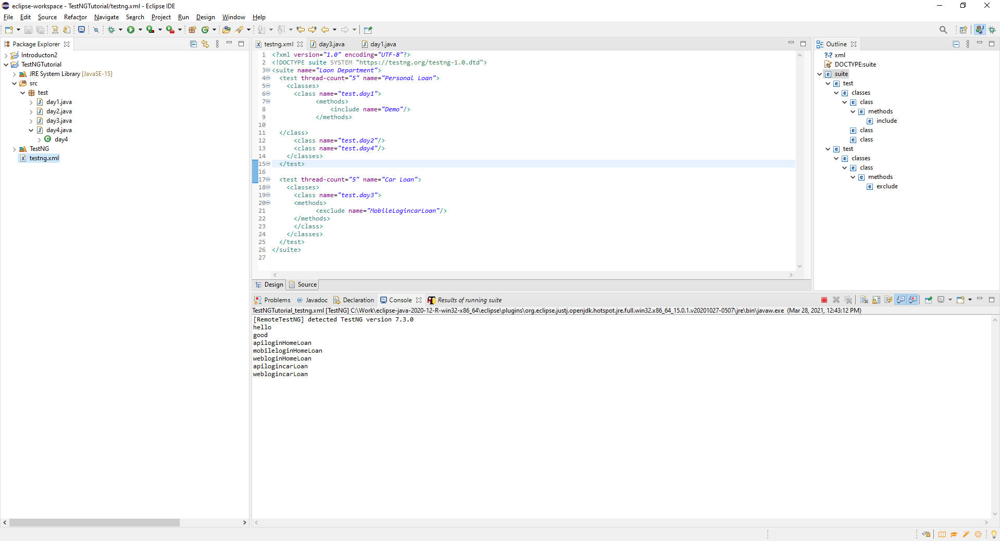 eclipse-workspace - TestNGTutorial/testng.xml - Eclipse IDE
File Edit Source Refactor Navigate Search Project Run Design Window Help
Package Explorer
Introducton2
TestNGTutorial
JRE System Library [JavaSE-15]
src
test
day1.java
day2.java
day3.java
day4.java
day4
TestNG
testng.xml
testng.xml day3.java day1.java
1 <?xml version="1.0" encoding="UTF-8"?>
2 <!DOCTYPE suite SYSTEM "https://testng.org/testng-1.0.dtd">
3 <suite name="Laon Department">
4 <test thread-count="5" name="Personal Loan">
5 <classes>
6 <class name="test.day1">
7 <methods>
8 <include name="Demo"/>
9 </methods>
10
11 </class>
12 <class name="test.day2"/>
13 <class name="test.day4"/>
14 </classes>
15 </test>
16
17 <test thread-count="5" name="Car Loan">
18 <classes>
19 <class name="test.day3">
20 <methods>
21 <exclude name="MobileLogincarLoan"/>
22 </methods>
23 </class>
24 </classes>
25 </test>
26 </suite>
27
Design Source
Outline
xml
DOCTYPE:suite
suite
test
classes
class
methods
include
class
class
test
classes
class
methods
exclude
Problems Javadoc Declaration Console Results of running suite
TestNGTutorial_testng.xml [TestNG] C:\Work\eclipse-java-2020-12-R-win32-x86_64\eclipse\plugins\org.eclipse.justj.openjdk.hotspot.jre.full.win32.x86_64_15.0.1.v20201027-0507\jre\bin\javaw.exe (Mar 28, 2021, 12:43:12 PM)
[RemoteTestNG] detected TestNG version 7.3.0
hello
good
apiloginHomeLoan
mobileloginHomeLoan
webloginHomeLoan
apilogincarLoan
weblogincarLoan